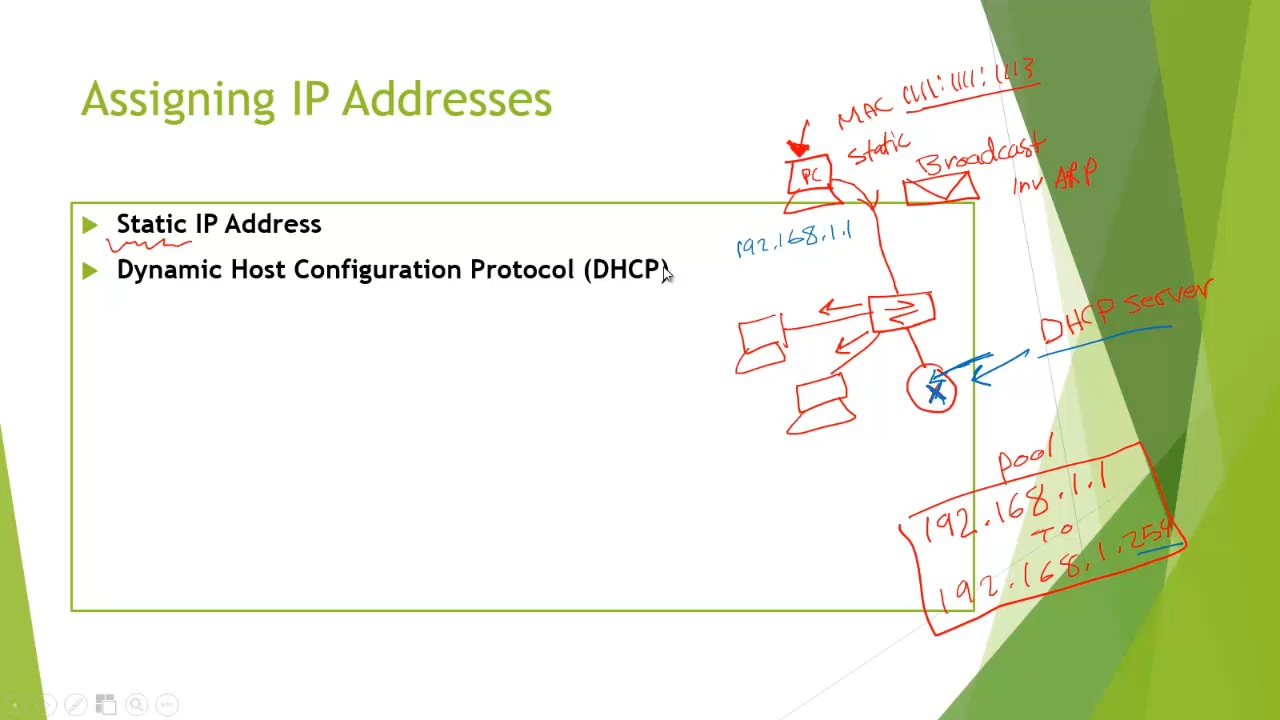 Assigning IP Addresses
Static IP Address
Dynamic Host Configuration Protocol (DHCP)
MAC 1111:1111:1113
Static
PC
Broadcast
Inv ARP
192.168.1.1
DHCP Server
Pool
192.168.1.1
To
192.168.1.254